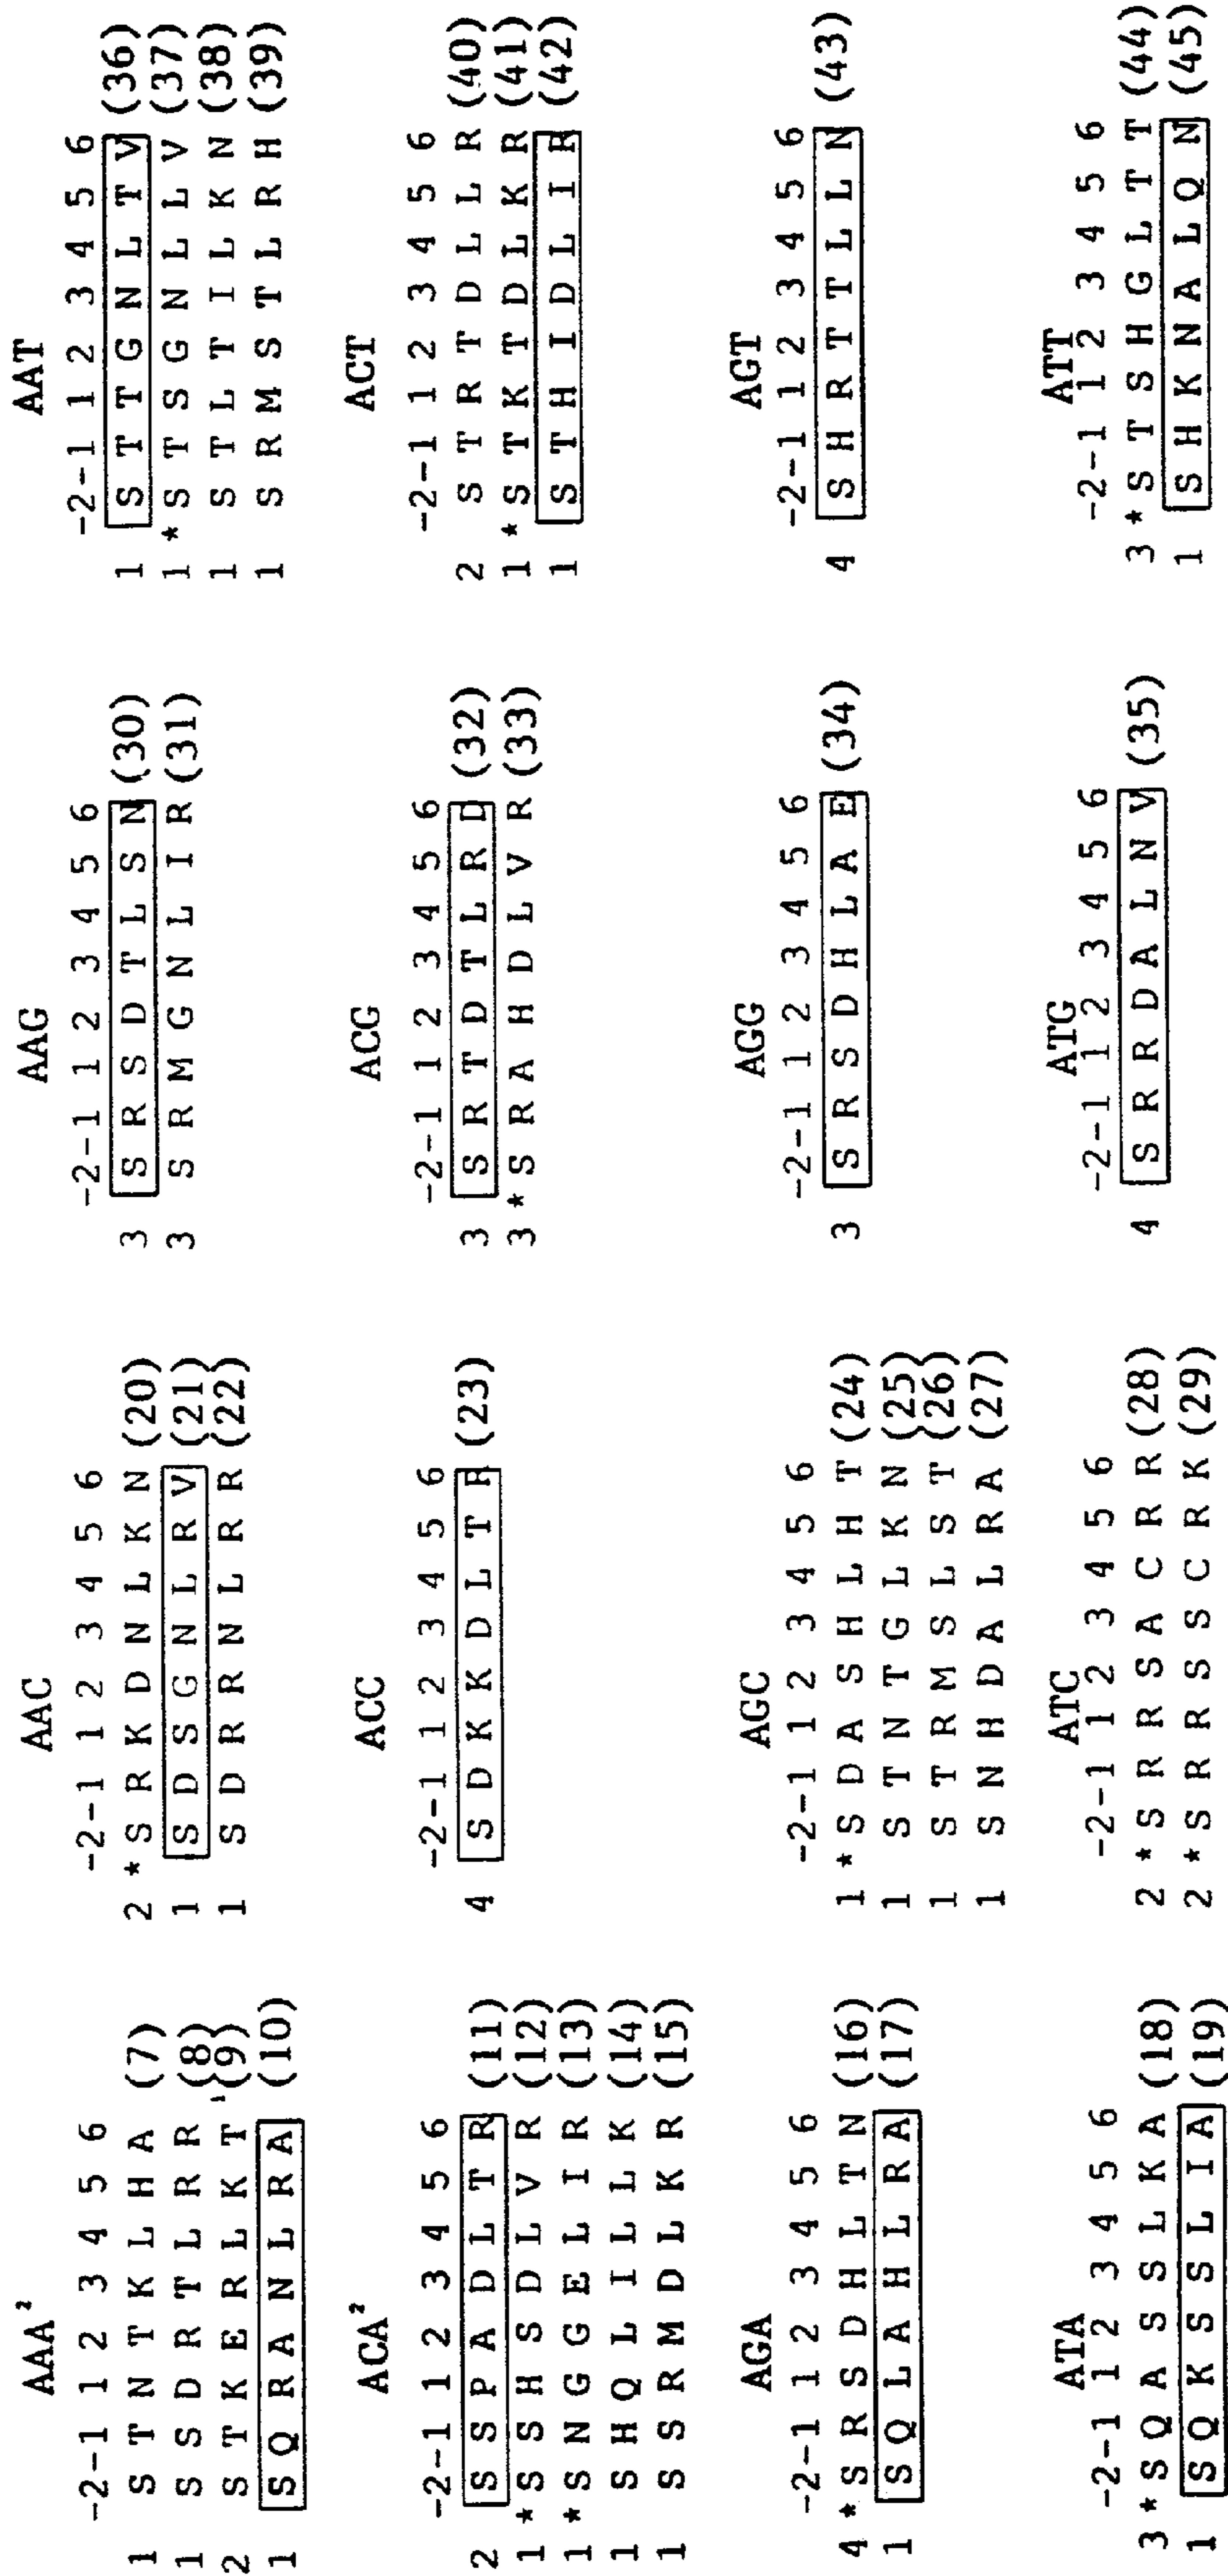 AAA²
-2-1 1 2 3 4 5 6
1 S T N T K L H A (7)
1 S S D R T L R R (8)
2 S T K E R L K T (9)
1 S Q R A N L R A (10)
AAC
-2-1 1 2 3 4 5 6
2 * S R K D N L K N (20)
1 S D S G N L R V (21)
1 S D R R N L R R (22)
AAG
-2-1 1 2 3 4 5 6
3 S R S D T L S N (30)
3 S R M G N L I R (31)
AAT
-2-1 1 2 3 4 5 6
1 S T T G N L T V (36)
1 * S T S G N L L V (37)
1 S T L T I L K N (38)
1 S R M S T L R H (39)
ACA²
-2-1 1 2 3 4 5 6
2 S S P A D L T R (11)
1 * S S H S D L V R (12)
1 * S N G G E L I R (13)
1 S H Q L I L L K (14)
1 S S R M D L K R (15)
ACC
-2-1 1 2 3 4 5 6
4 S D K K D L T R (23)
ACG
-2-1 1 2 3 4 5 6
3 S R T D T L R D (32)
3 * S R A H D L V R (33)
ACT
-2-1 1 2 3 4 5 6
2 S T R T D L L R (40)
1 * S T K T D L K R (41)
1 S T H I D L I R (42)
AGA
-2-1 1 2 3 4 5 6
4 * S R S D H L T N (16)
1 S Q L A H L R A (17)
AGC
-2-1 1 2 3 4 5 6
1 * S D A S H L H T (24)
1 S T N T G L K N (25)
1 S T R M S L S T (26)
1 S N H D A L R A (27)
AGG
-2-1 1 2 3 4 5 6
3 S R S D H L A E (34)
AGT
-2-1 1 2 3 4 5 6
4 S H R T T L L N (43)
ATA
-2-1 1 2 3 4 5 6
3 * S Q A S S L K A (18)
1 S Q K S S L I A (19)
ATC
-2-1 1 2 3 4 5 6
2 * S R R S A C R R (28)
2 * S R R S S C R K (29)
ATG
-2-1 1 2 3 4 5 6
4 S R R D A L N V (35)
ATT
-2-1 1 2 3 4 5 6
3 * S T S H G L T T (44)
1 S H K N A L Q N (45)